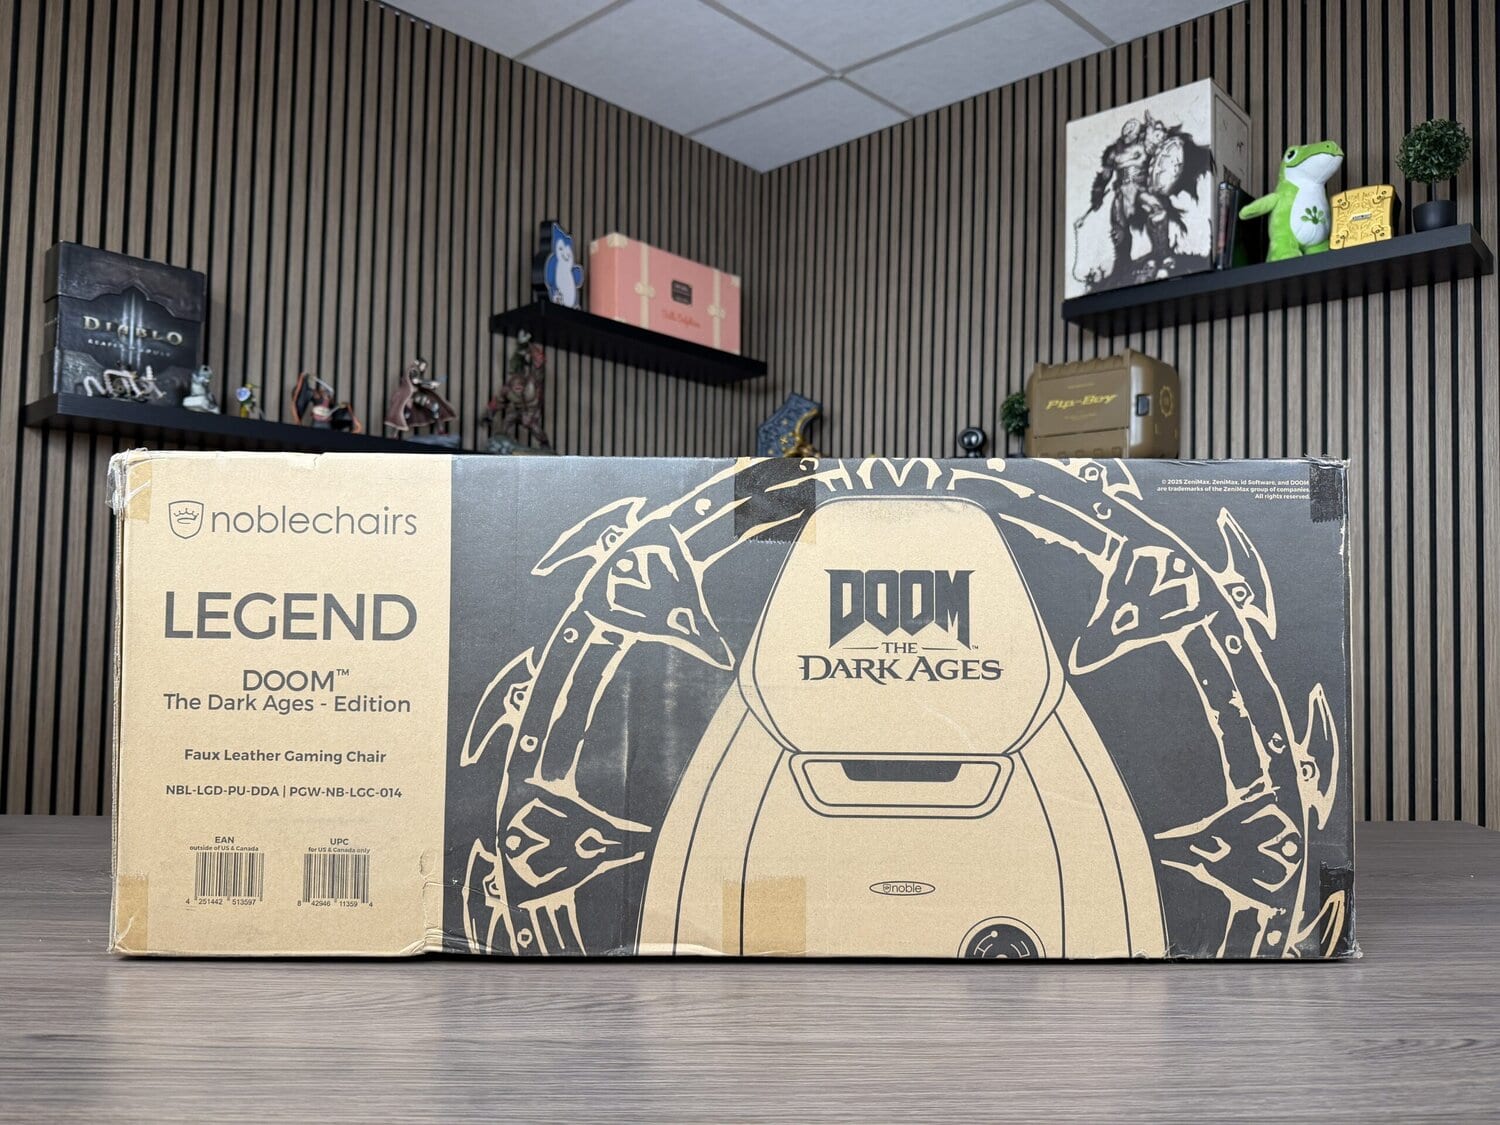 DIABLO
Pip-Boy
noblechairs
LEGEND
DOOM™
The Dark Ages - Edition
Faux Leather Gaming Chair
NBL-LGD-PU-DDA | PGW-NB-LGC-014
EAN
outside of US & Canada
4 251442 513597
UPC
for US & Canada only
8 42946 11359 4
DOOM
THE
DARK AGES™
noble
© 2025 ZeniMax. ZeniMax, id Software, and DOOM
are trademarks of the ZeniMax group of companies.
All rights reserved.